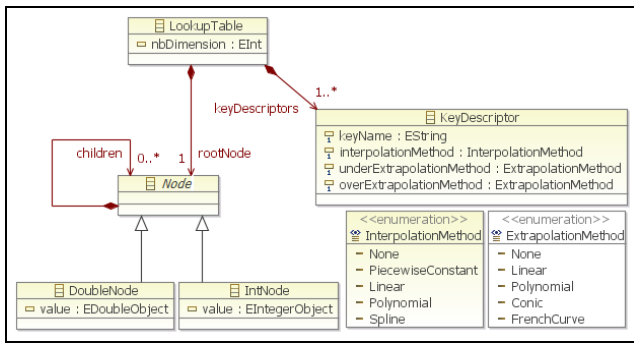 LookupTable
nbDimension : EInt
1..*
keyDescriptors
KeyDescriptor
keyName : EString
interpolationMethod : InterpolationMethod
underExtrapolationMethod : ExtrapolationMethod
overExtrapolationMethod : ExtrapolationMethod
children
0..*
1
rootNode
Node
<<enumeration>>
InterpolationMethod
None
PiecewiseConstant
Linear
Polynomial
Spline
<<enumeration>>
ExtrapolationMethod
None
Linear
Polynomial
Conic
FrenchCurve
DoubleNode
value : EDoubleObject
IntNode
value : EIntegerObject